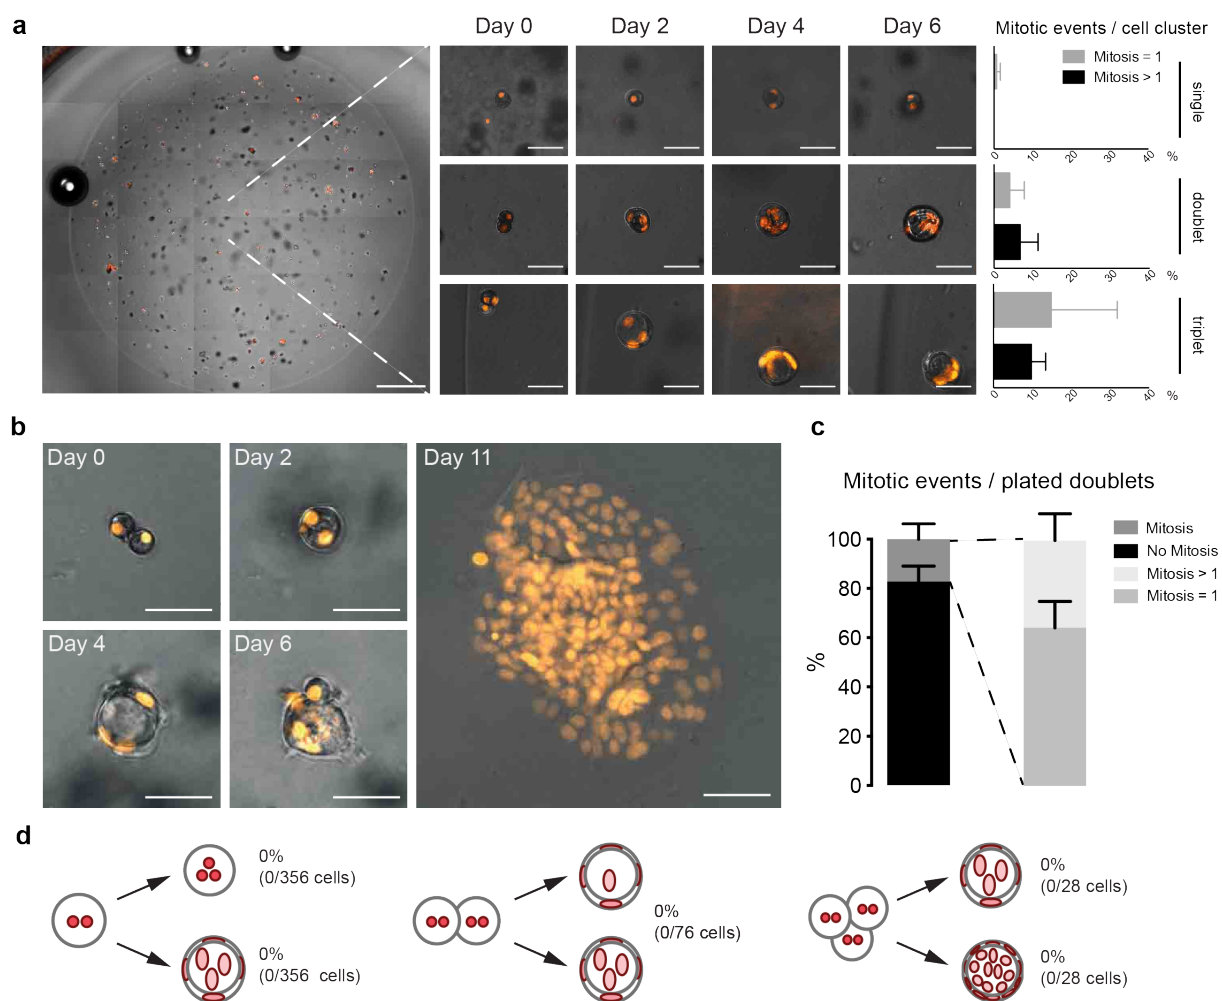 a
Day 0
Day 2
Day 4
Day 6
Mitotic events / cell cluster
Mitosis = 1
Mitosis > 1
single
0
10
20
30
40
%
doublet
0
10
20
30
40
%
triplet
0
10
20
30
40
%
b
Day 0
Day 2
Day 11
Day 4
Day 6
c
Mitotic events / plated doublets
100
80
60
40
20
0
%
Mitosis
No Mitosis
Mitosis > 1
Mitosis = 1
d
0%
(0/356 cells)
0%
(0/356 cells)
0%
(0/76 cells)
0%
(0/28 cells)
0%
(0/28 cells)